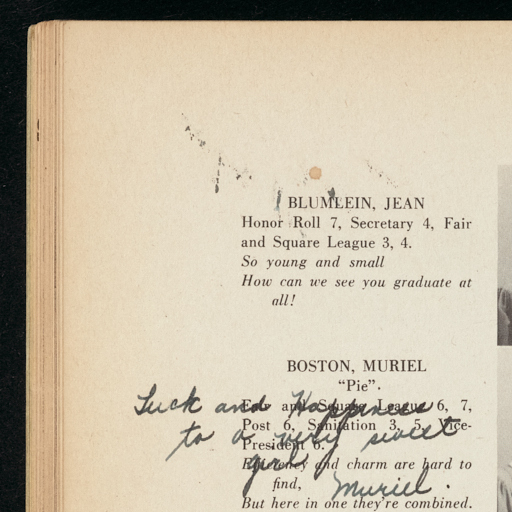 BLUMLEIN, JEAN
Honor Roll 7, Secretary 4, Fair
and Square League 3, 4.
So young and small
How can we see you graduate at
all!
BOSTON, MURIEL
“Pie”.
Fair and Square League 6, 7,
Post 6, Sanitation 3, 5, Vice-
President 6.
Efficiency and charm are hard to
find,
But here in one they're combined.
Luck and Happiness
to a very sweet
girl
Muriel.